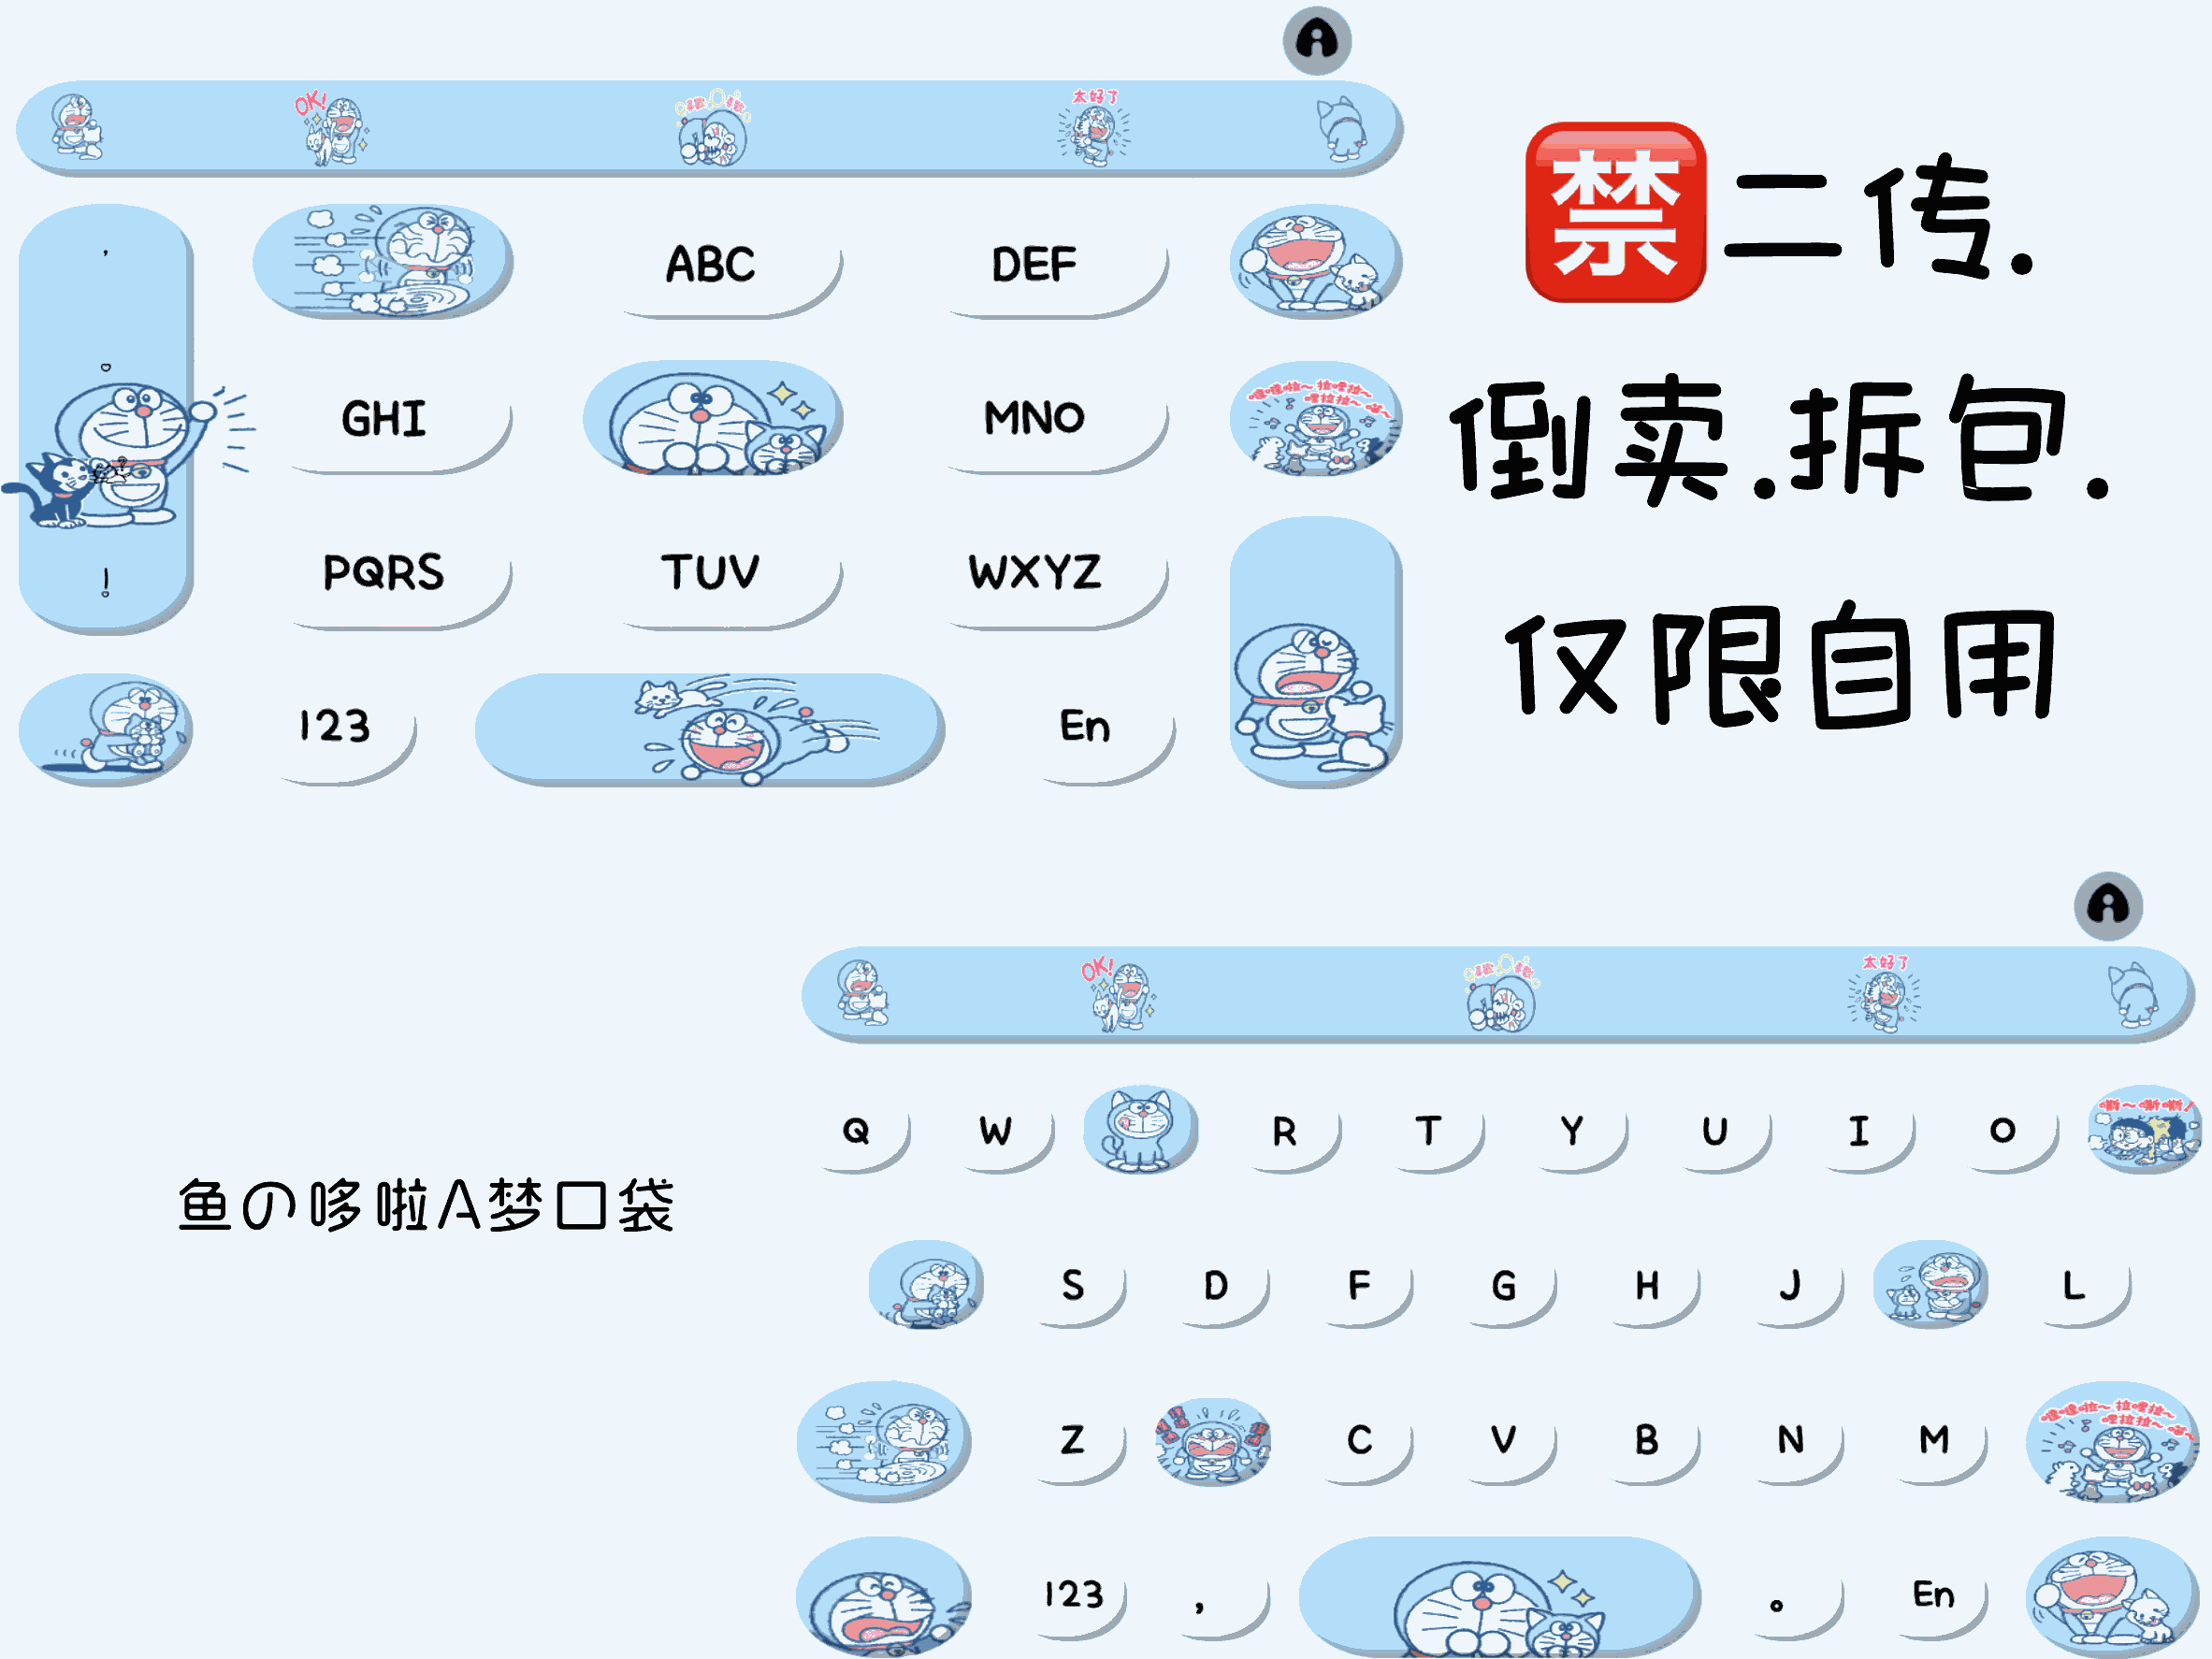 OK!
太好了
,
ABC
DEF
GHI
MNO
!
PQRS
TUV
WXYZ
123
En
禁二传.
倒卖.拆包.
仅限自用
OK!
太好了
Q W R T Y U I O
鱼の哆啦A梦口袋
S D F G H J L
Z C V B N M
123 , 。 En